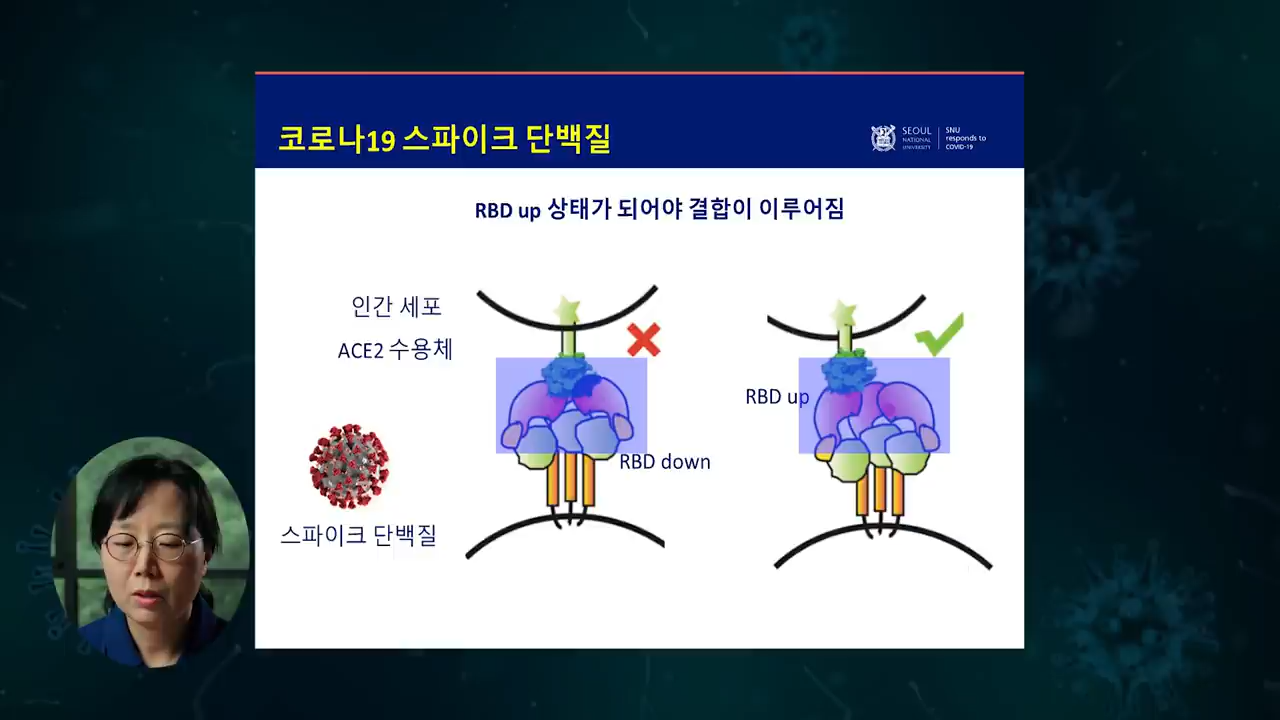 코로나19 스파이크 단백질
SEOUL
NATIONAL
UNIVERSITY
SNU
responds to
COVID-19
RBD up 상태가 되어야 결합이 이루어짐
인간 세포
ACE2 수용체
RBD up
RBD down
스파이크 단백질